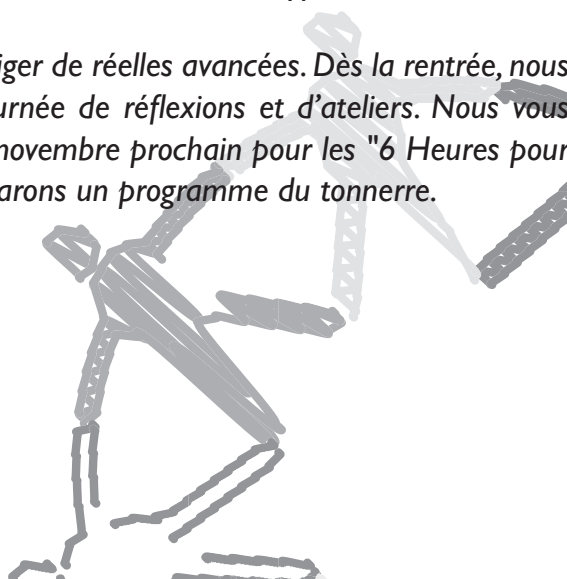 iger de réelles avancées. Dès la rentrée, nous
urnée de réflexions et d’ateliers. Nous vous
novembre prochain pour les "6 Heures pour
arons un programme du tonnerre.